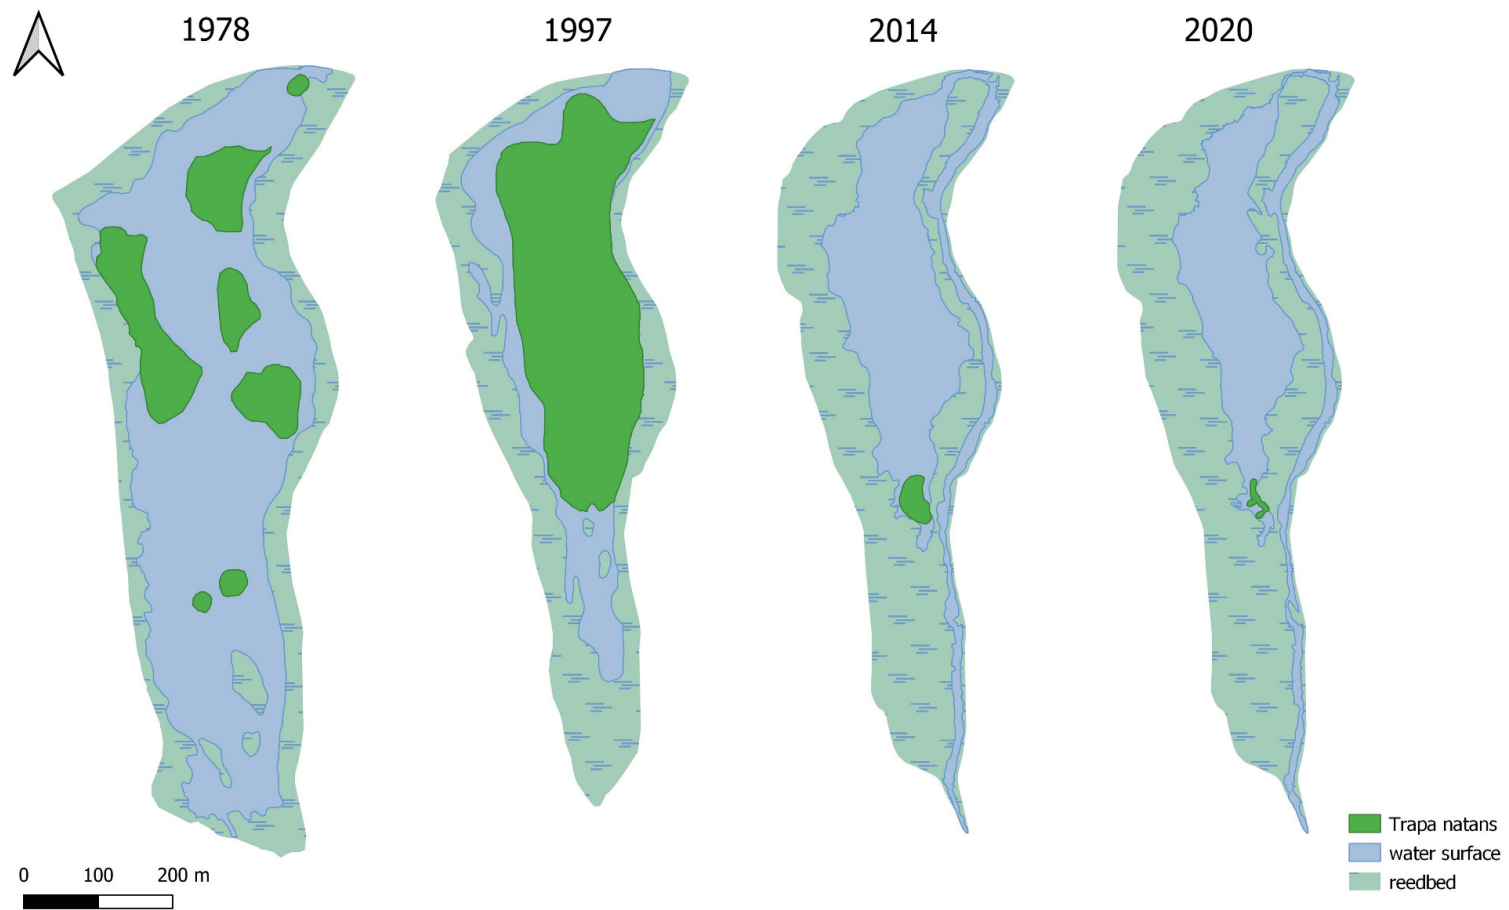 1978
1997
2014
2020
Trapa natans
water surface
reedbed
0 100 200 m